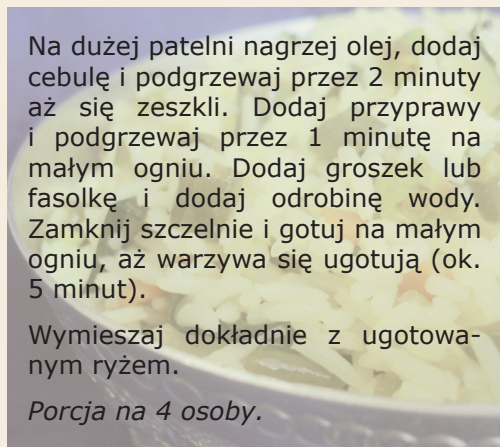 Na dużej patelni nagrzej olej, dodaj
cebulę i podgrzewaj przez 2 minuty
aż się zeszkli. Dodaj przyprawy
i podgrzewaj przez 1 minutę na
małym ogniu. Dodaj groszek lub
fasolkę i dodaj odrobinę wody.
Zamknij szczelnie i gotuj na małym
ogniu, aż warzywa się ugotują (ok.
5 minut).
Wymieszaj dokładnie z ugotowa-
nym ryżem.
Porcja na 4 osoby.